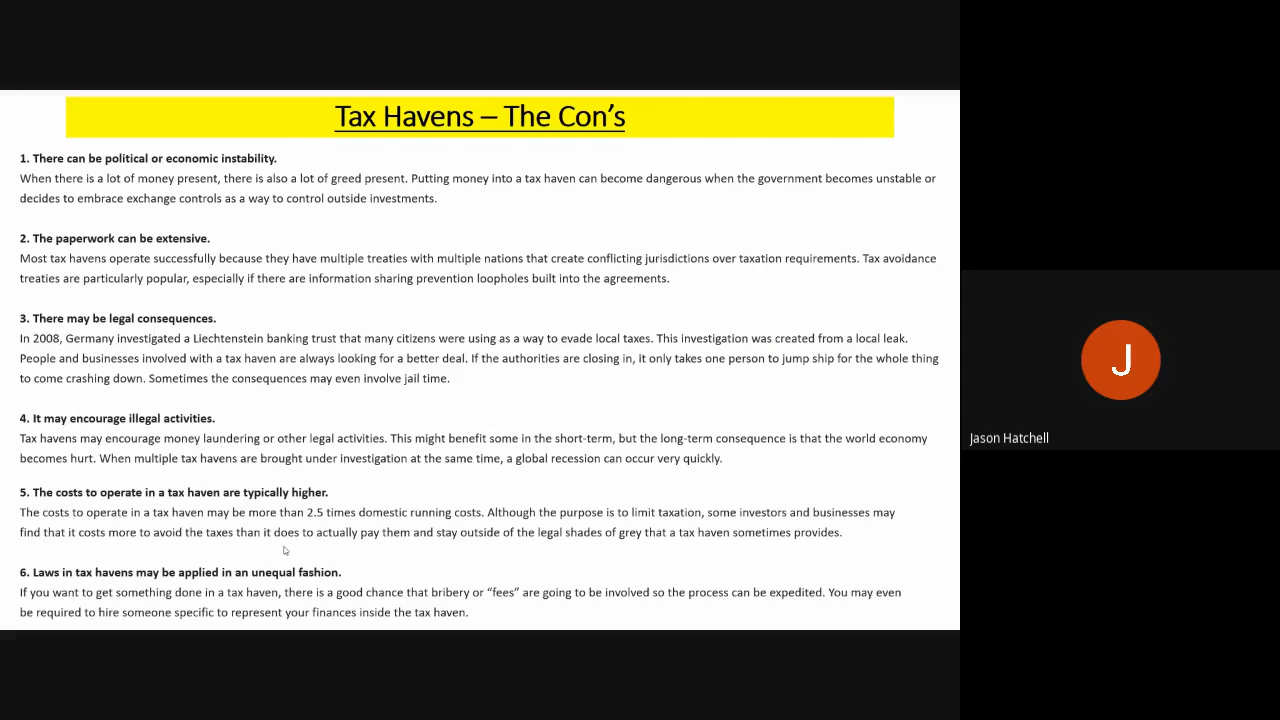 Tax Havens – The Con's
1. There can be political or economic instability.
When there is a lot of money present, there is also a lot of greed present. Putting money into a tax haven can become dangerous when the government becomes unstable or
decides to embrace exchange controls as a way to control outside investments.
2. The paperwork can be extensive.
Most tax havens operate successfully because they have multiple treaties with multiple nations that create conflicting jurisdictions over taxation requirements. Tax avoidance
treaties are particularly popular, especially if there are information sharing prevention loopholes built into the agreements.
3. There may be legal consequences.
In 2008, Germany investigated a Liechtenstein banking trust that many citizens were using as a way to evade local taxes. This investigation was created from a local leak.
People and businesses involved with a tax haven are always looking for a better deal. If the authorities are closing in, it only takes one person to jump ship for the whole thing
to come crashing down. Sometimes the consequences may even involve jail time.
4. It may encourage illegal activities.
Tax havens may encourage money laundering or other legal activities. This might benefit some in the short-term, but the long-term consequence is that the world economy
becomes hurt. When multiple tax havens are brought under investigation at the same time, a global recession can occur very quickly.
5. The costs to operate in a tax haven are typically higher.
The costs to operate in a tax haven may be more than 2.5 times domestic running costs. Although the purpose is to limit taxation, some investors and businesses may
find that it costs more to avoid the taxes than it does to actually pay them and stay outside of the legal shades of grey that a tax haven sometimes provides.
6. Laws in tax havens may be applied in an unequal fashion.
If you want to get something done in a tax haven, there is a good chance that bribery or “fees” are going to be involved so the process can be expedited. You may even
be required to hire someone specific to represent your finances inside the tax haven.
J
Jason Hatchell